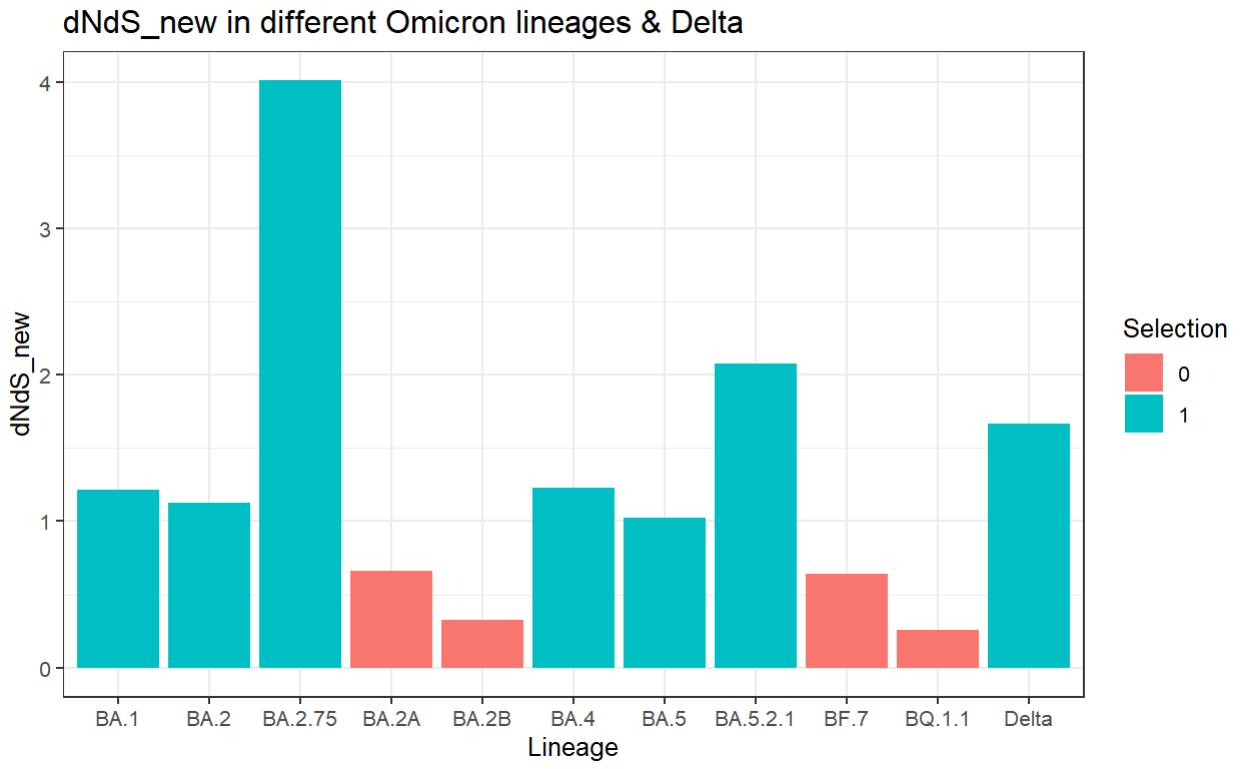 dNdS_new in different Omicron lineages & Delta
dNdS_new
4
3
2
1
0
BA.1 BA.2 BA.2.75 BA.2A BA.2B BA.4 BA.5 BA.5.2.1 BF.7 BQ.1.1 Delta
Lineage
Selection
0
1